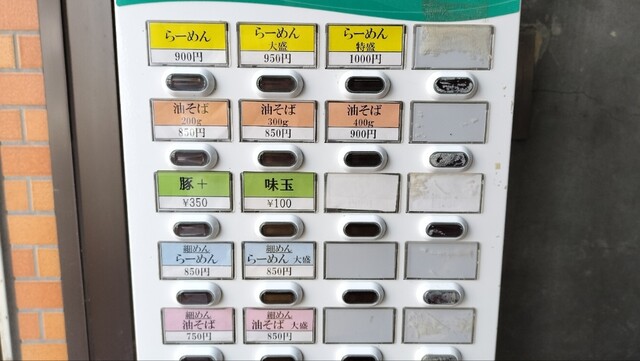 らーめん
900円
らーめん
大盛
950円
らーめん
特盛
1000円
油そば
200g
850円
油そば
300g
850円
油そば
400g
900円
豚+
¥350
味玉
¥100
細めん
らーめん
850円
細めん
らーめん 大盛
850円
細めん
油そば
750円
細めん
油そば 大盛
850円